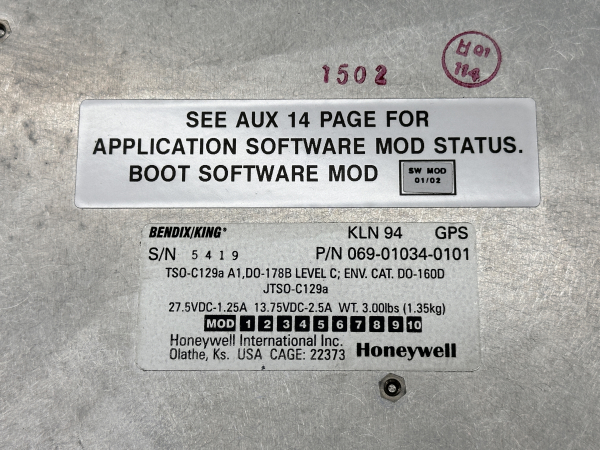 1502
SEE AUX 14 PAGE FOR
APPLICATION SOFTWARE MOD STATUS.
BOOT SOFTWARE MOD SW MOD
01/02
BENDIX/KING® KLN 94 GPS
S/N 5419 P/N 069-01034-0101
TSO-C129a A1,DO-178B LEVEL C; ENV. CAT. DO-160D
JTSO-C129a
27.5VDC-1.25A 13.75VDC-2.5A WT. 3.00lbs (1.35kg)
MOD 1 2 3 4 5 6 7 8 9 10
Honeywell International Inc.
Olathe, Ks. USA CAGE: 22373 Honeywell